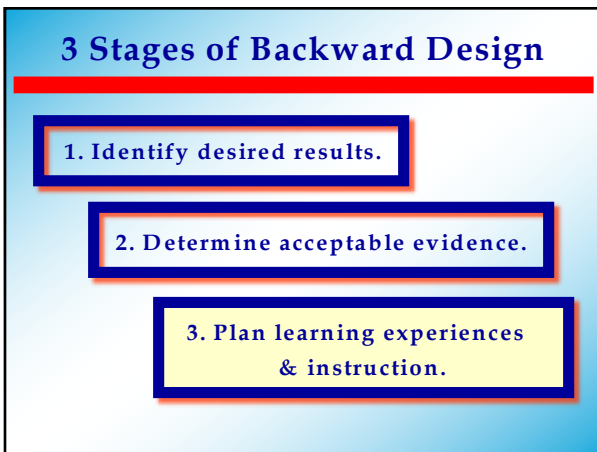 3 Stages of Backward Design
1. Identify desired results.
2. Determine acceptable evidence.
3. Plan learning experiences
& instruction.